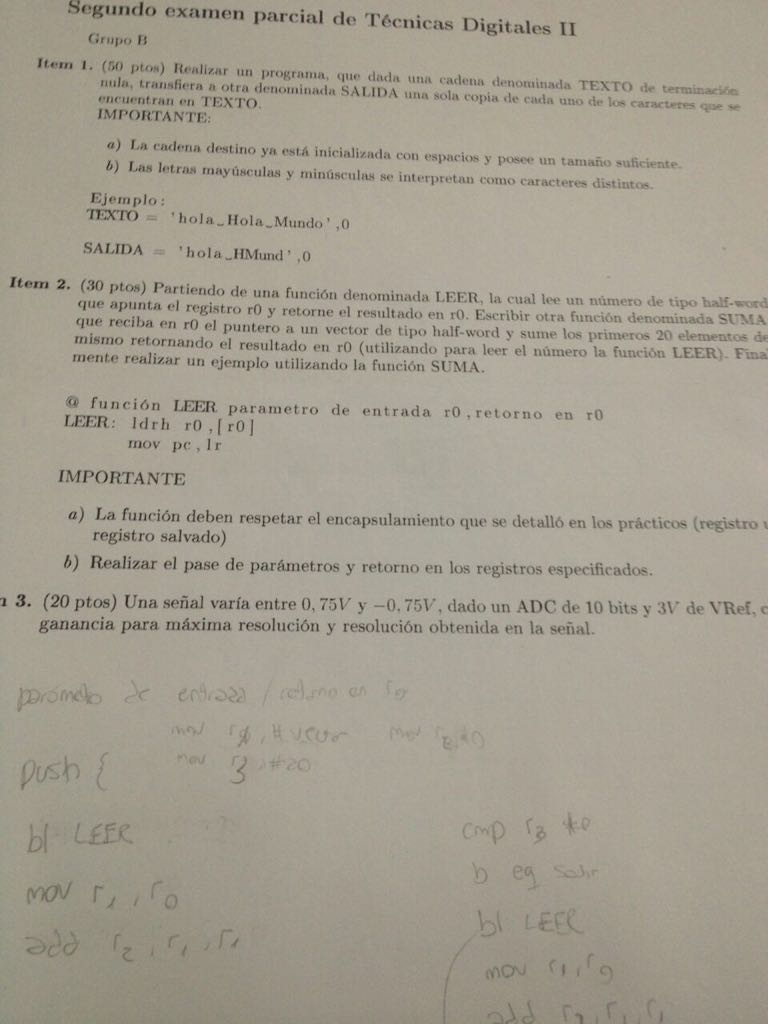 Segundo examen parcial de Técnicas Digitales II
Grupo B
Item 1. (50 ptos) Realizar un programa, que dada una cadena denominada TEXTO de terminación
nula, transfiera a otra denominada SALIDA una sola copia de cada uno de los caracteres que se
encuentran en TEXTO.
IMPORTANTE:
a) La cadena destino ya está inicializada con espacios y posee un tamaño suficiente.
b) Las letras mayúsculas y minúsculas se interpretan como caracteres distintos.
Ejemplo:
TEXTO = 'hola_Hola_Mundo',0
SALIDA = 'hola_HMund',0
Item 2. (30 ptos) Partiendo de una función denominada LEER, la cual lee un número de tipo half-word
que apunta el registro r0 y retorne el resultado en r0. Escribir otra función denominada SUMA
que reciba en r0 el puntero a un vector de tipo half-word y sume los primeros 20 elementos de
mismo retornando el resultado en r0 (utilizando para leer el número la función LEER). Fina
mente realizar un ejemplo utilizando la función SUMA.
@ función LEER parametro de entrada r0,retorno en r0
LEER: ldrh r0,[r0]
mov pc,lr
IMPORTANTE
a) La función deben respetar el encapsulamiento que se detalló en los prácticos (registro
registro salvado)
b) Realizar el pase de parámetros y retorno en los registros especificados.
3. (20 ptos) Una señal varía entre 0,75V y −0,75V, dado un ADC de 10 bits y 3V de VRef,
ganancia para máxima resolución y resolución obtenida en la señal.
parámetro de entrada / retorno en r0
mov , # vector mov
push { mov r3, #20
bl LEER
cmp r3
mov r1, r0
b eq salir
add r2, r1, r1
bl LEER
mov r1, r0
add r2, r1, r1